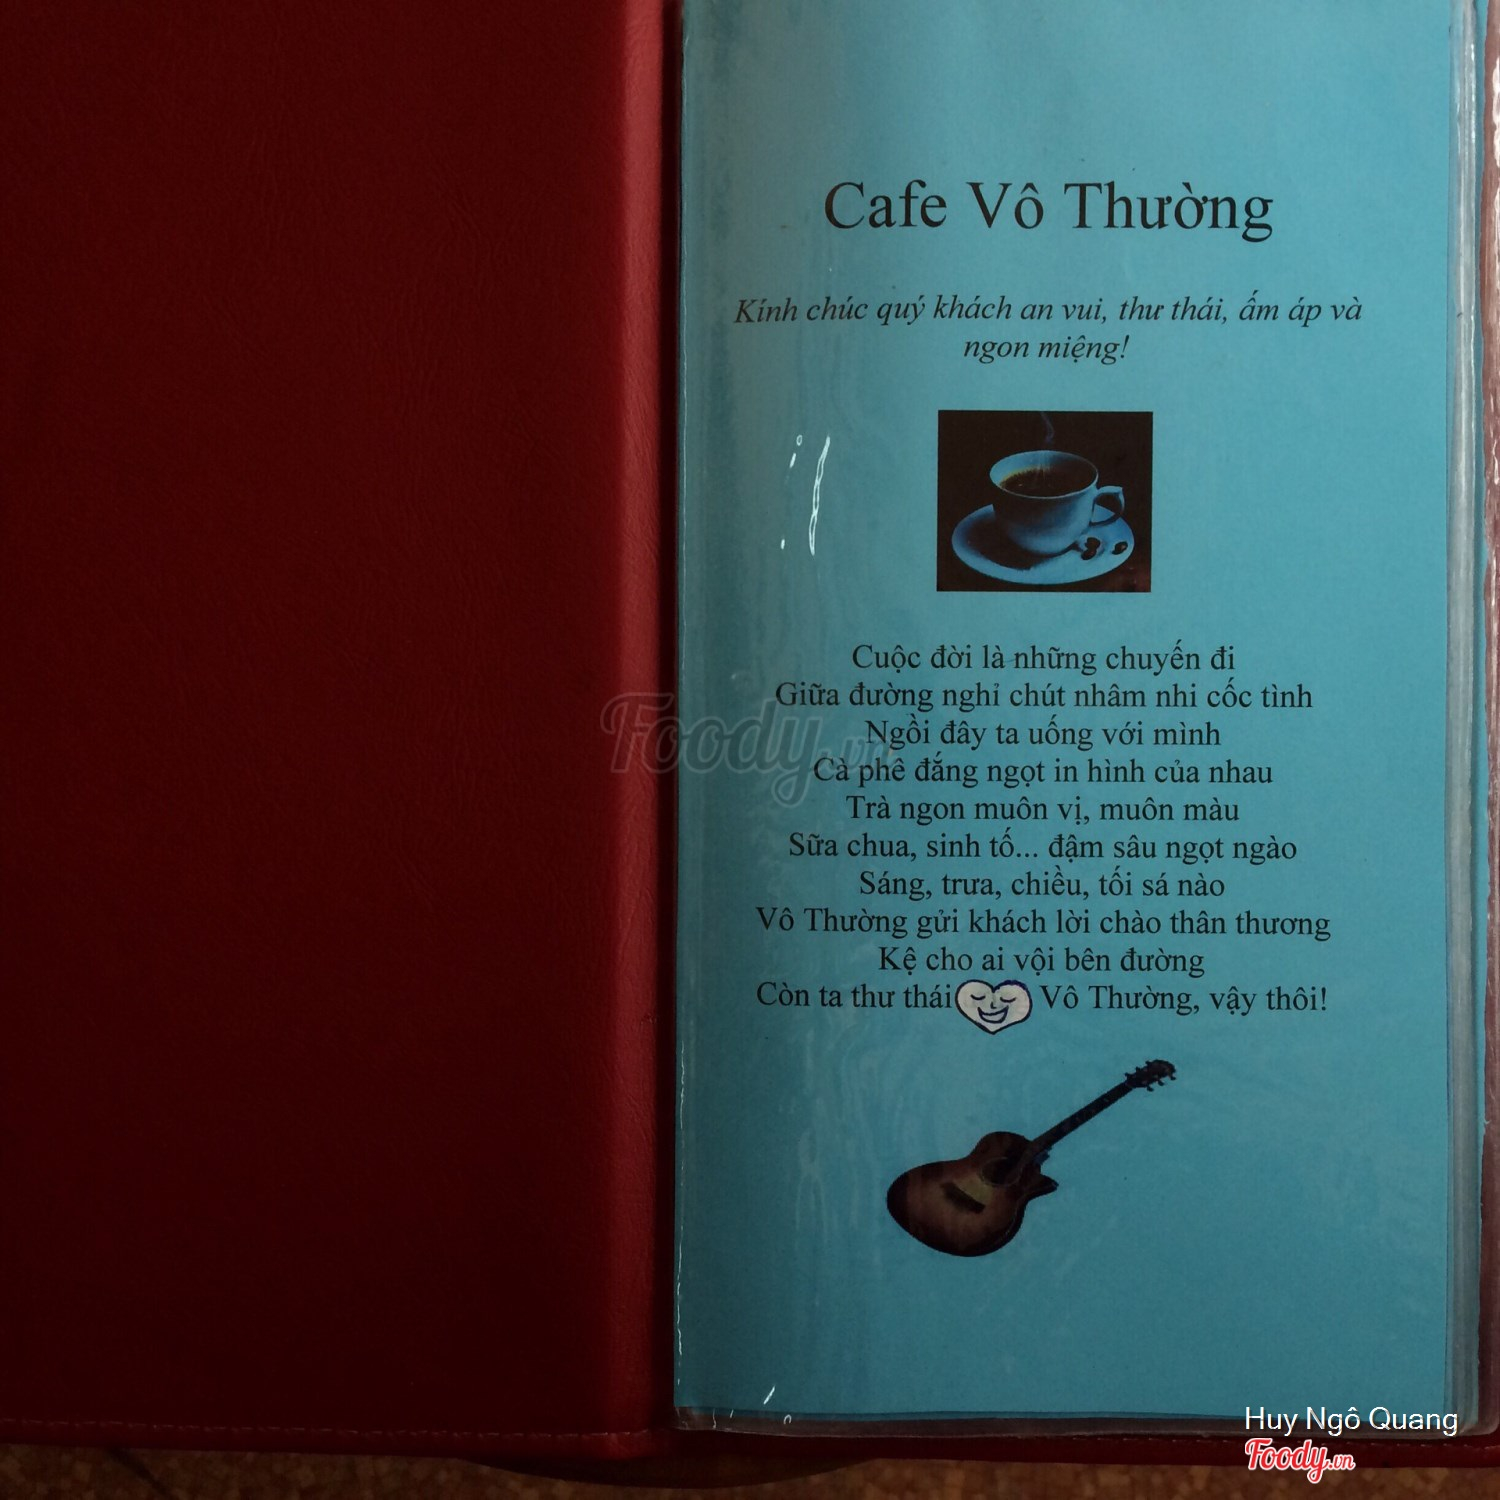 Cafe Vô Thường
Kính chúc quý khách an vui, thư thái, ấm áp và
ngon miệng!
Cuộc đời là những chuyến đi
Giữa đường nghỉ chút nhâm nhi cốc tình
Foody.vn
Ngồi đây ta uống với mình
Cà phê đắng ngọt in hình của nhau
Trà ngon muôn vị, muôn màu
Sữa chua, sinh tố... đậm sâu ngọt ngào
Sáng, trưa, chiều, tối sá nào
Vô Thường gửi khách lời chào thân thương
Kệ cho ai vội bên đường
Còn ta thư thái Vô Thường, vậy thôi!
Huy Ngô Quang
Foody.vn